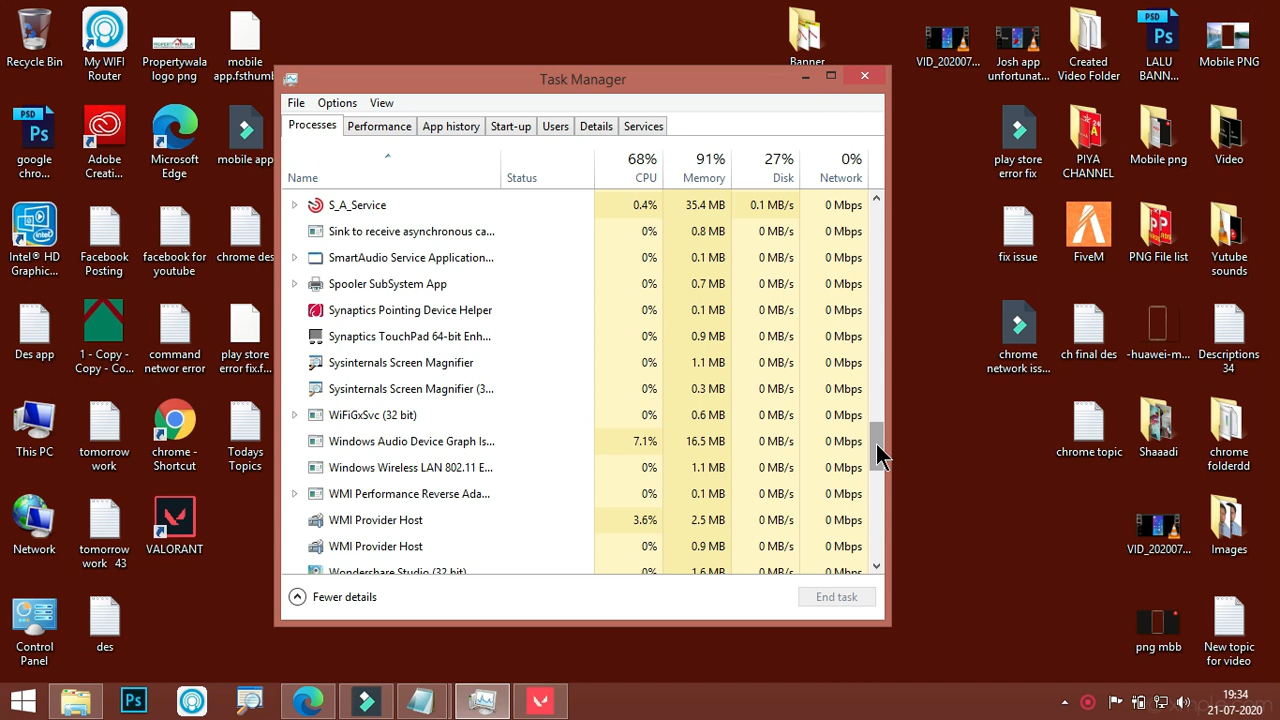 Recycle Bin
My WIFI
Router
Propertywala
logo png
mobile
app.fsthumb
Banner
VID_202007...
Josh app
unfortunat...
Created
Video Folder
PSD
Ps
LALU
BANN...
Mobile PNG
PSD
Ps
google
chro...
Adobe
Creati...
Microsoft
Edge
mobile app
play store
error fix
PIYA
CHANNEL
Mobile png
Video
Intel® HD
Graphic...
Facebook
Posting
facebook for
youtube
chrome des
fix issue
FiveM
PNG File list
Yutube
sounds
Des app
1 - Copy -
Copy - Co...
command
networ error
play store
error fix.f...
chrome
network iss...
ch final des
-huawei-m...
Descriptions
34
This PC
tomorrow
work
chrome -
Shortcut
Todays
Topics
chrome topic
Shaaadi
chrome
folderdd
Network
tomorrow
work 43
VALORANT
VID_202007...
Images
Control
Panel
des
png mbb
New topic
for video
Task Manager
File Options View
Processes Performance App history Start-up Users Details Services
68% 91% 27% 0%
Name Status CPU Memory Disk Network
S_A_Service 0.4% 35.4 MB 0.1 MB/s 0 Mbps
Sink to receive asynchronous ca... 0% 0.8 MB 0 MB/s 0 Mbps
SmartAudio Service Application... 0% 0.1 MB 0 MB/s 0 Mbps
Spooler SubSystem App 0% 0.7 MB 0 MB/s 0 Mbps
Synaptics Pointing Device Helper 0% 0.1 MB 0 MB/s 0 Mbps
Synaptics TouchPad 64-bit Enh... 0% 0.9 MB 0 MB/s 0 Mbps
Sysinternals Screen Magnifier 0% 1.1 MB 0 MB/s 0 Mbps
Sysinternals Screen Magnifier (3... 0% 0.3 MB 0 MB/s 0 Mbps
WiFiGxSvc (32 bit) 0% 0.6 MB 0 MB/s 0 Mbps
Windows Audio Device Graph Is... 7.1% 16.5 MB 0 MB/s 0 Mbps
Windows Wireless LAN 802.11 E... 0% 1.1 MB 0 MB/s 0 Mbps
WMI Performance Reverse Ada... 0% 0.1 MB 0 MB/s 0 Mbps
WMI Provider Host 3.6% 2.5 MB 0 MB/s 0 Mbps
WMI Provider Host 0% 0.9 MB 0 MB/s 0 Mbps
Wondershare Studio (32 bit) 0% 1.6 MB 0 MB/s 0 Mbps
Fewer details
End task
Ps
19:34
21-07-2020